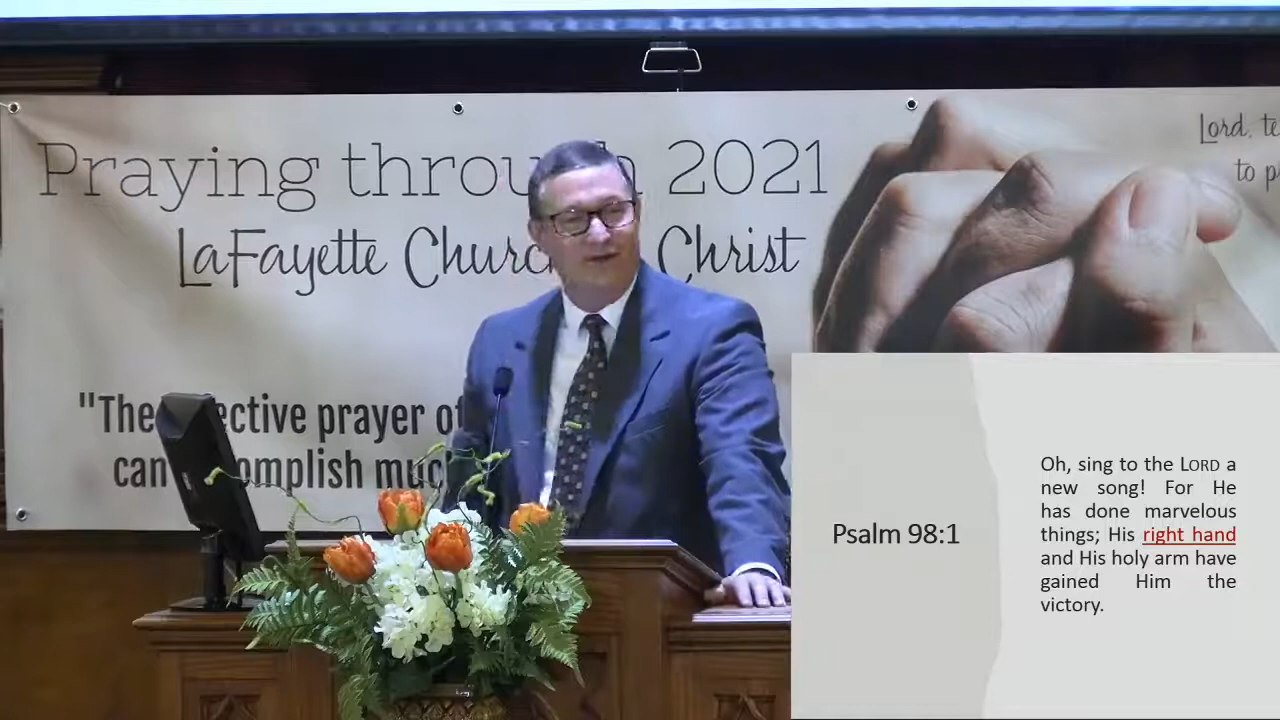 Praying throu 2021
LaFayette Churc Christ
Lord, te
to p
"The ective prayer of
can omplish muc
Psalm 98:1
Oh, sing to the LORD a
new song! For He
has done marvelous
things; His right hand
and His holy arm have
gained Him the
victory.